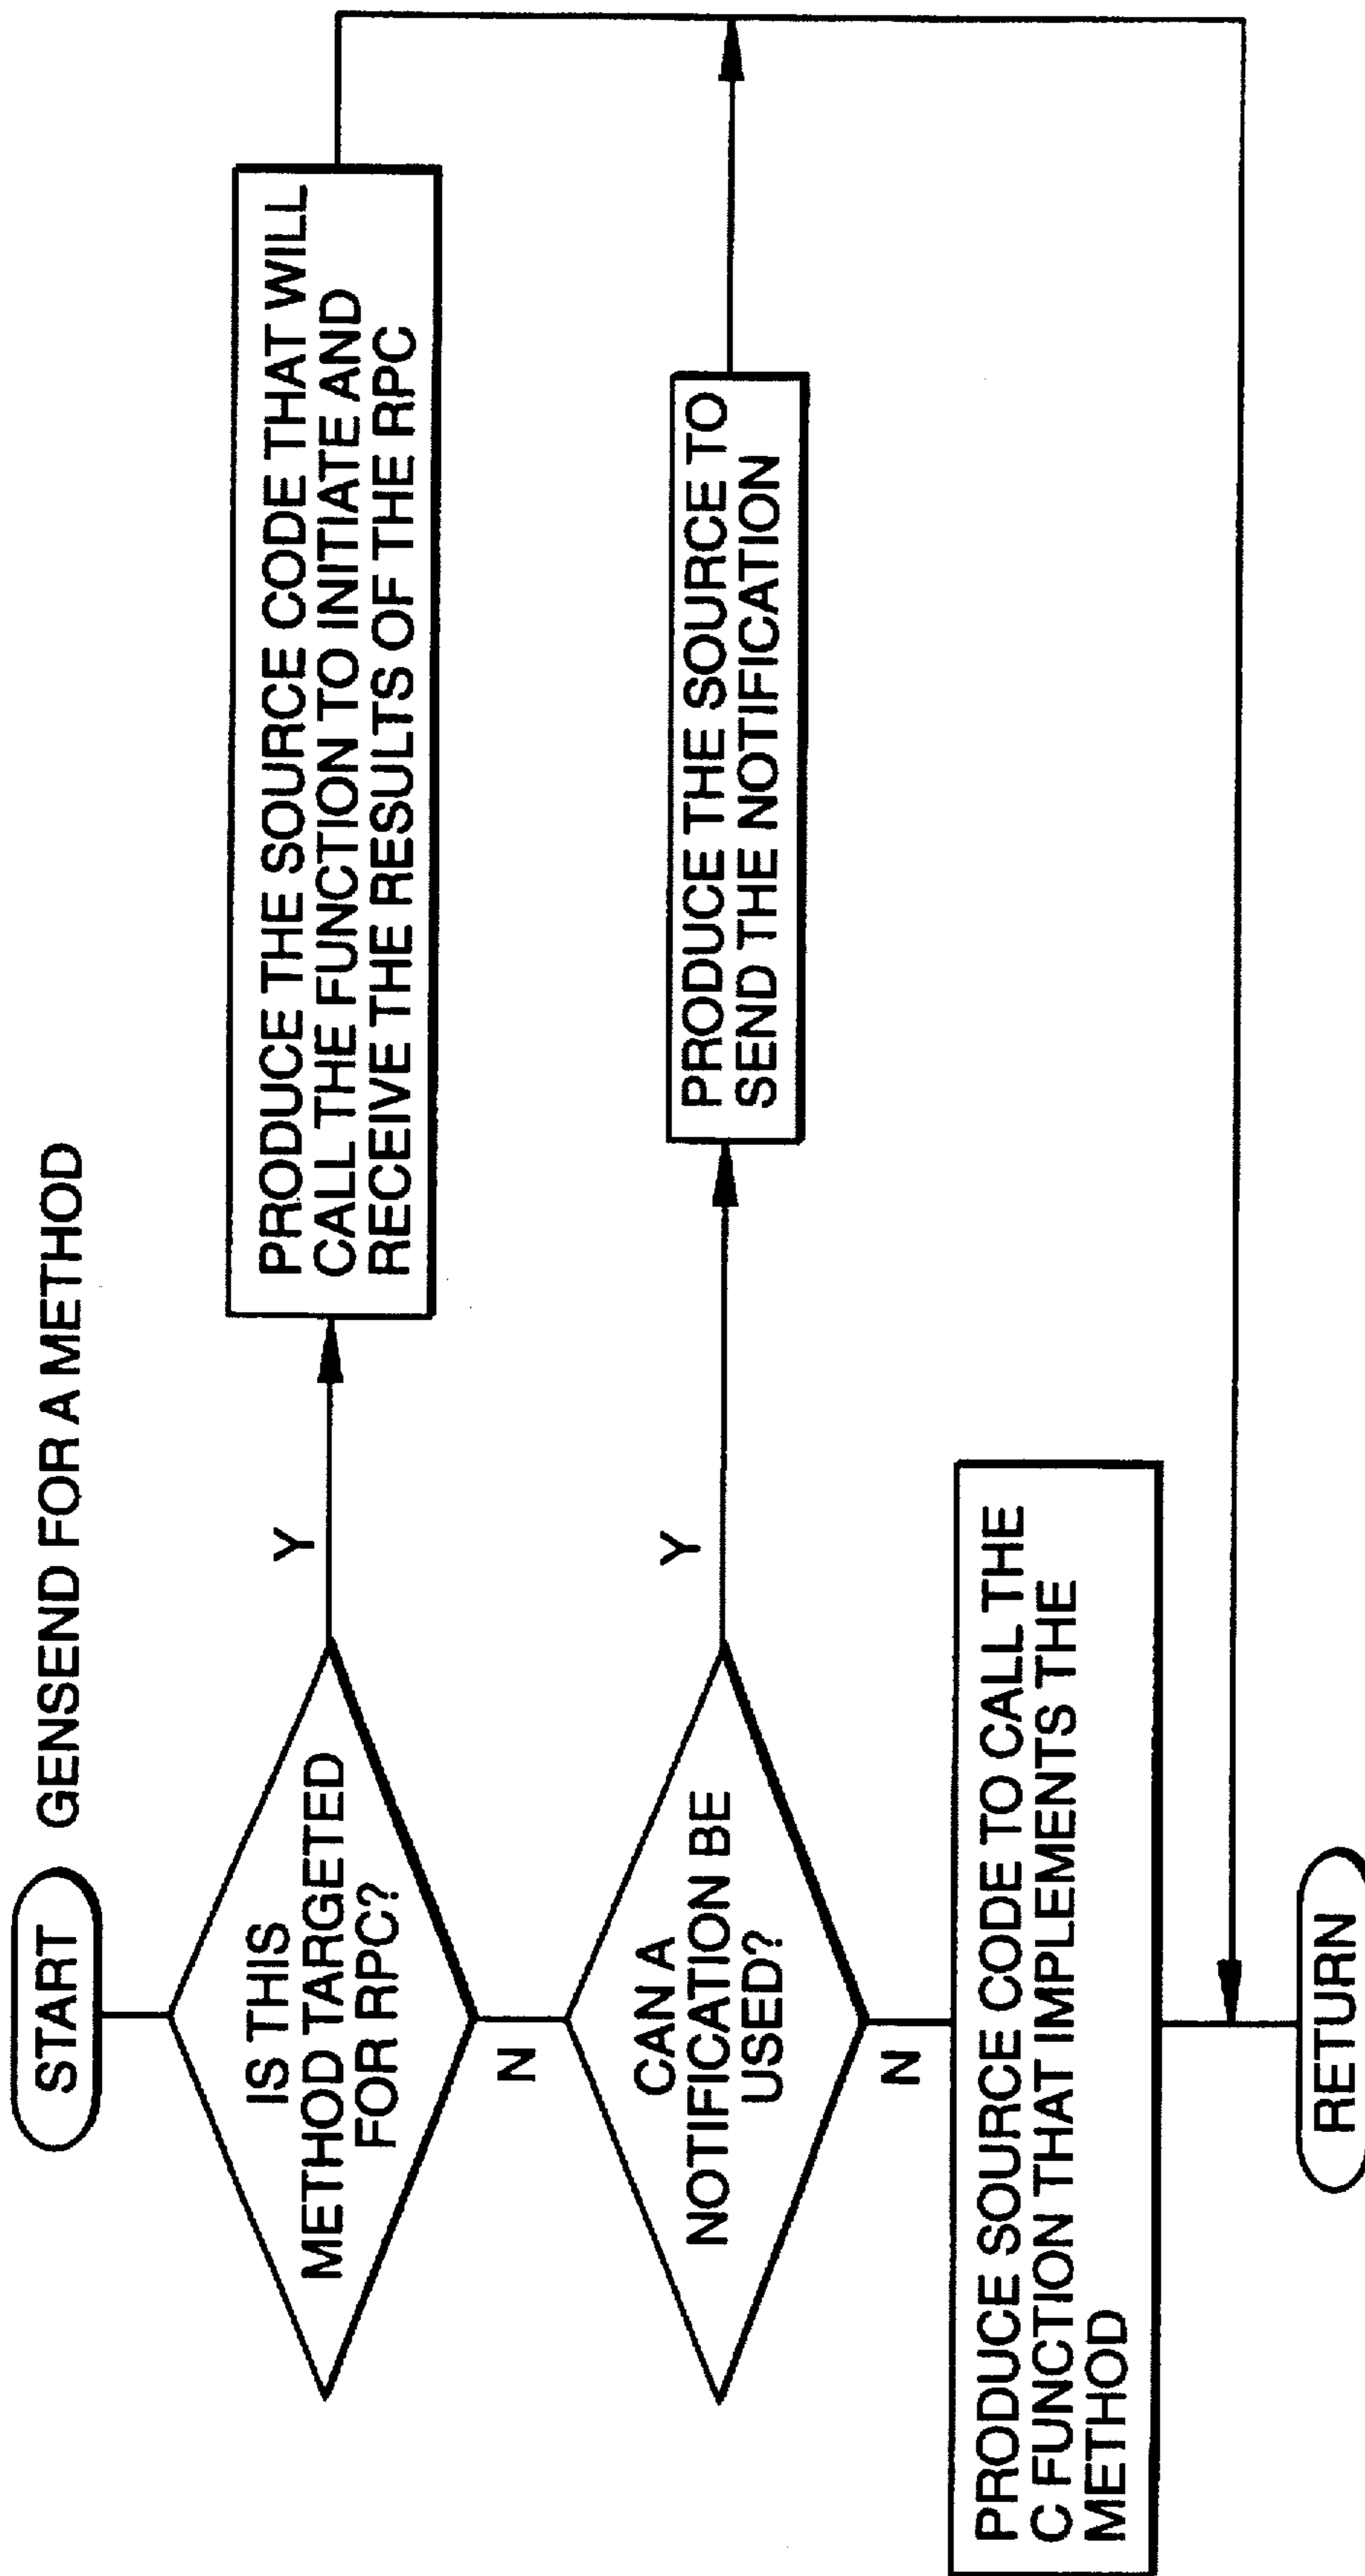 START
GENSEND FOR A METHOD
IS THIS
METHOD TARGETED
FOR RPC?
Y
PRODUCE THE SOURCE CODE THAT WILL
CALL THE FUNCTION TO INITIATE AND
RECEIVE THE RESULTS OF THE RPC
N
CAN A
NOTIFICATION BE
USED?
Y
PRODUCE THE SOURCE TO
SEND THE NOTIFICATION
N
PRODUCE SOURCE CODE TO CALL THE
C FUNCTION THAT IMPLEMENTS THE
METHOD
RETURN